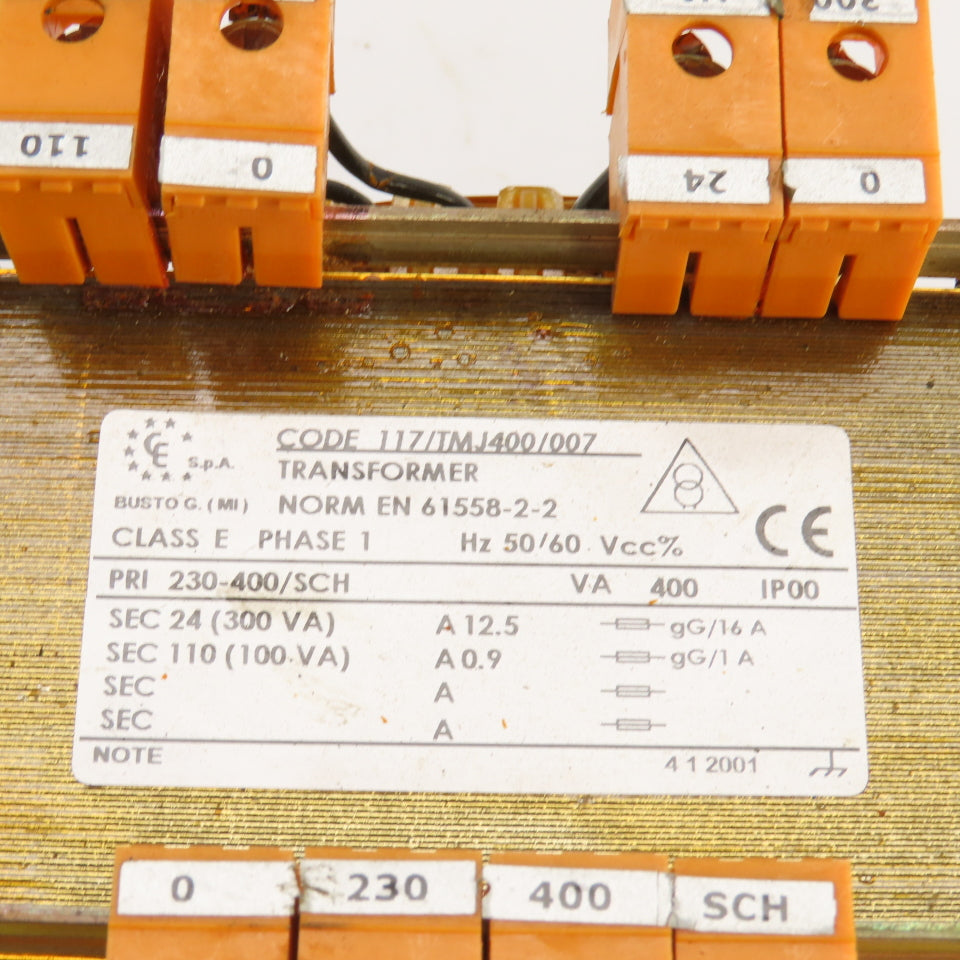 110 0 24 0
CE S.p.A.
BUSTO G. (MI)
CODE 117/TMJ400/007
TRANSFORMER
NORM EN 61558-2-2
CLASS E PHASE 1 Hz 50/60 Vcc% CE
PRI 230-400/SCH VA 400 IP00
SEC 24 (300 VA) A 12.5 gG/16 A
SEC 110 (100 VA) A 0.9 gG/1 A
SEC A
SEC A
NOTE 4 1 2001
0 230 400 SCH